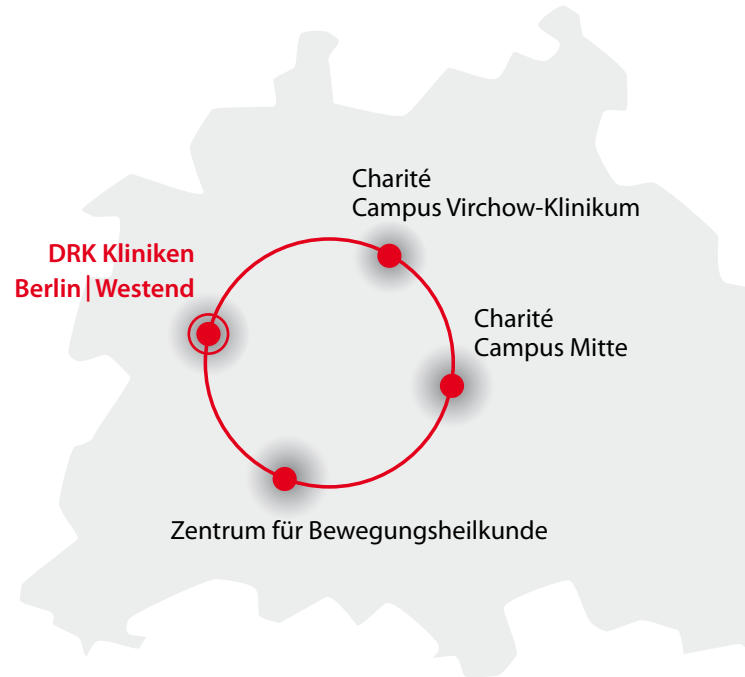 Charité
Campus Virchow-Klinikum
DRK Kliniken
Berlin | Westend
Charité
Campus Mitte
Zentrum für Bewegungsheilkunde